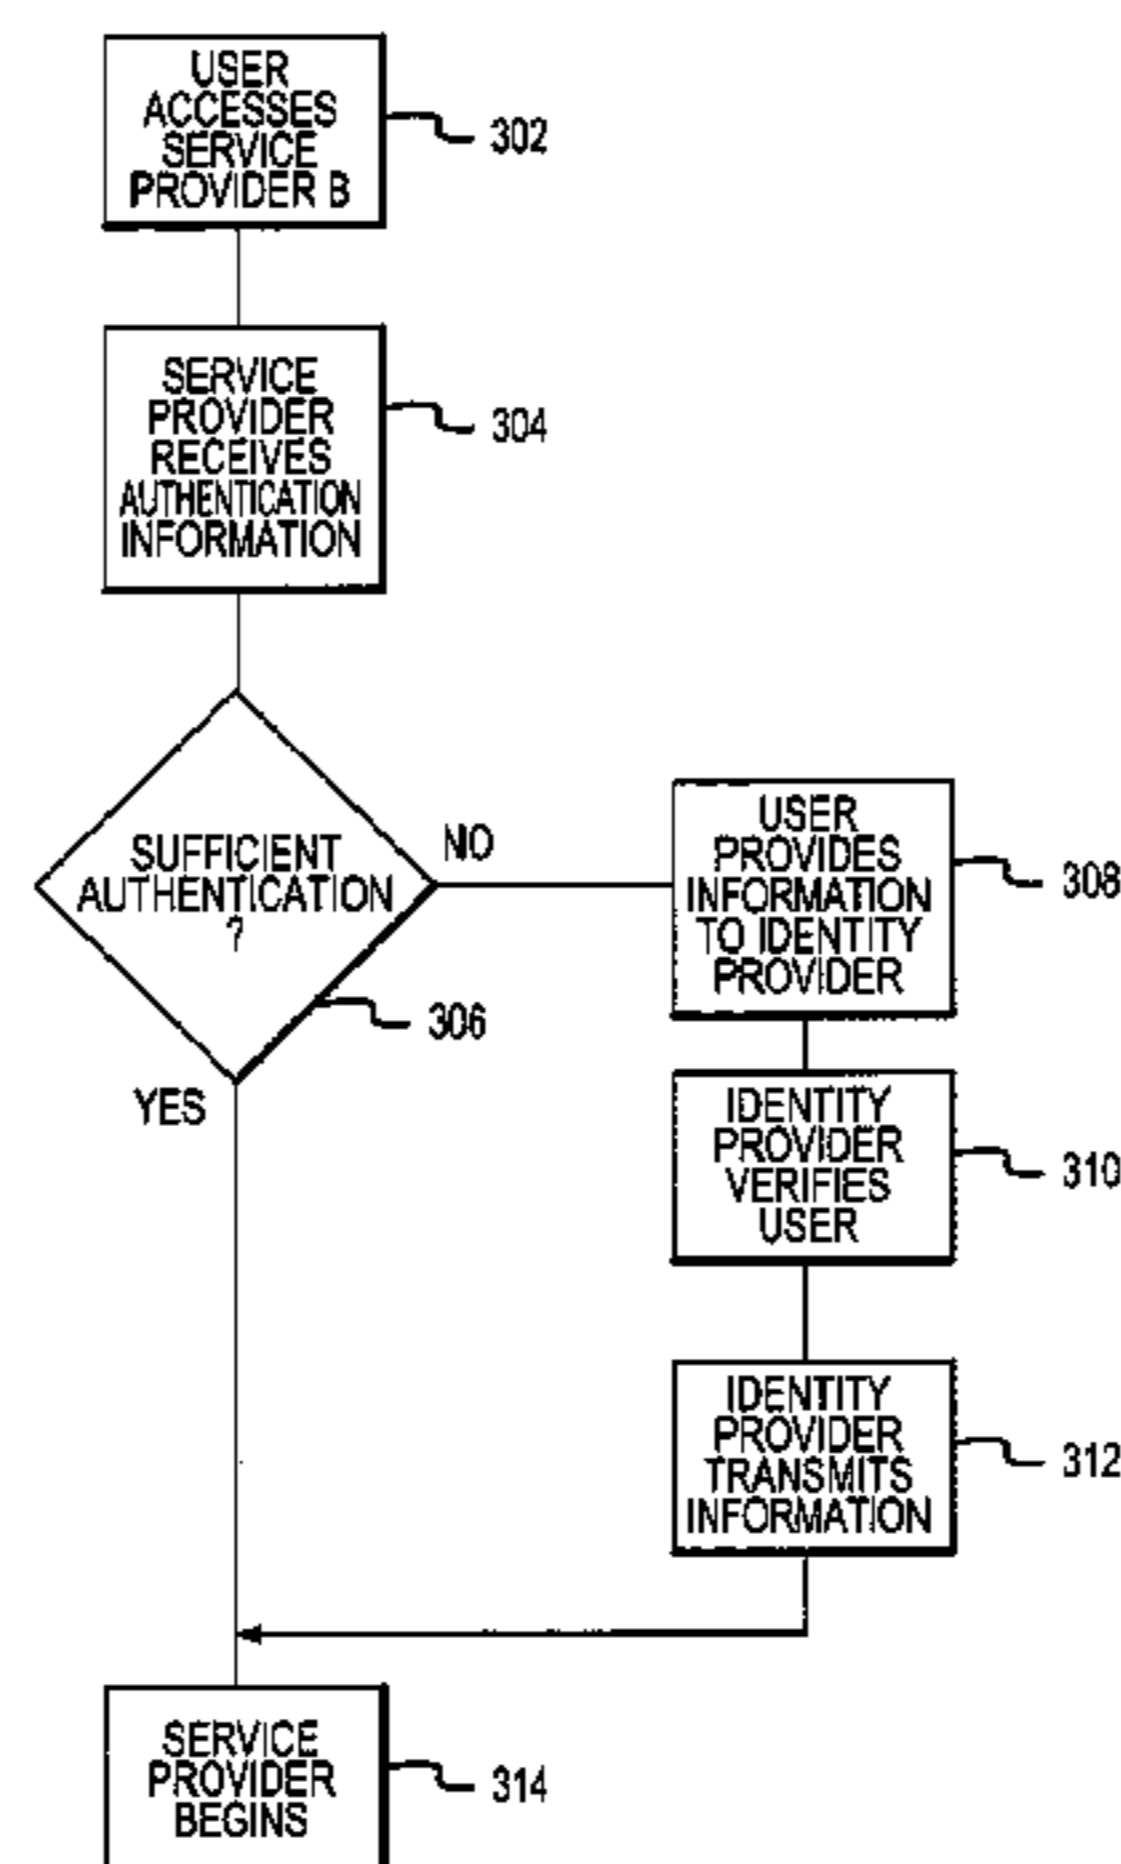 USER
ACCESSES
SERVICE
PROVIDER B
302
SERVICE
PROVIDER
RECEIVES
AUTHENTICATION
INFORMATION
304
SUFFICIENT
AUTHENTICATION
?
306
NO
YES
USER
PROVIDES
INFORMATION
TO IDENTITY
PROVIDER
308
IDENTITY
PROVIDER
VERIFIES
USER
310
IDENTITY
PROVIDER
TRANSMITS
INFORMATION
312
SERVICE
PROVIDER
BEGINS
314